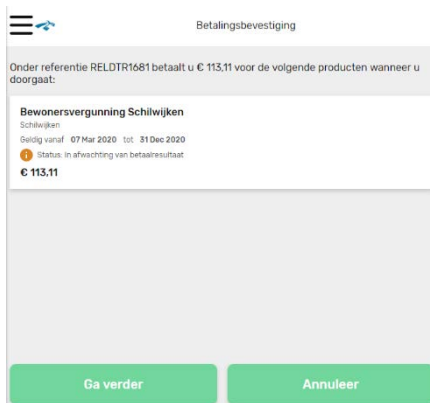 Betalingsbevestiging
Onder referentie RELDTR1681 betaalt u € 113,11 voor de volgende producten wanneer u
doorgaat:
Bewonersvergunning Schilwijken
Schilwijken
Geldig vanaf 07 Mar 2020 tot 31 Dec 2020
Status: In afwachting van betaalresultaat
€ 113,11
Ga verder
Annuleer